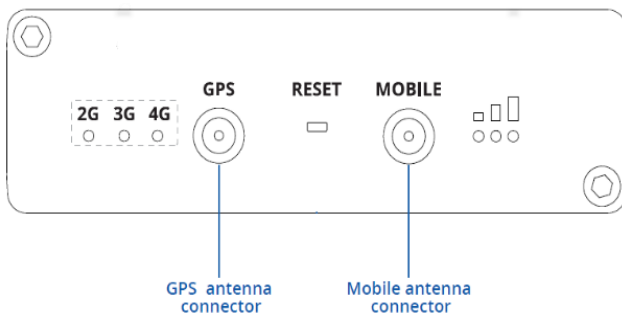 GPS RESET MOBILE
2G 3G 4G
GPS antenna
connector
Mobile antenna
connector